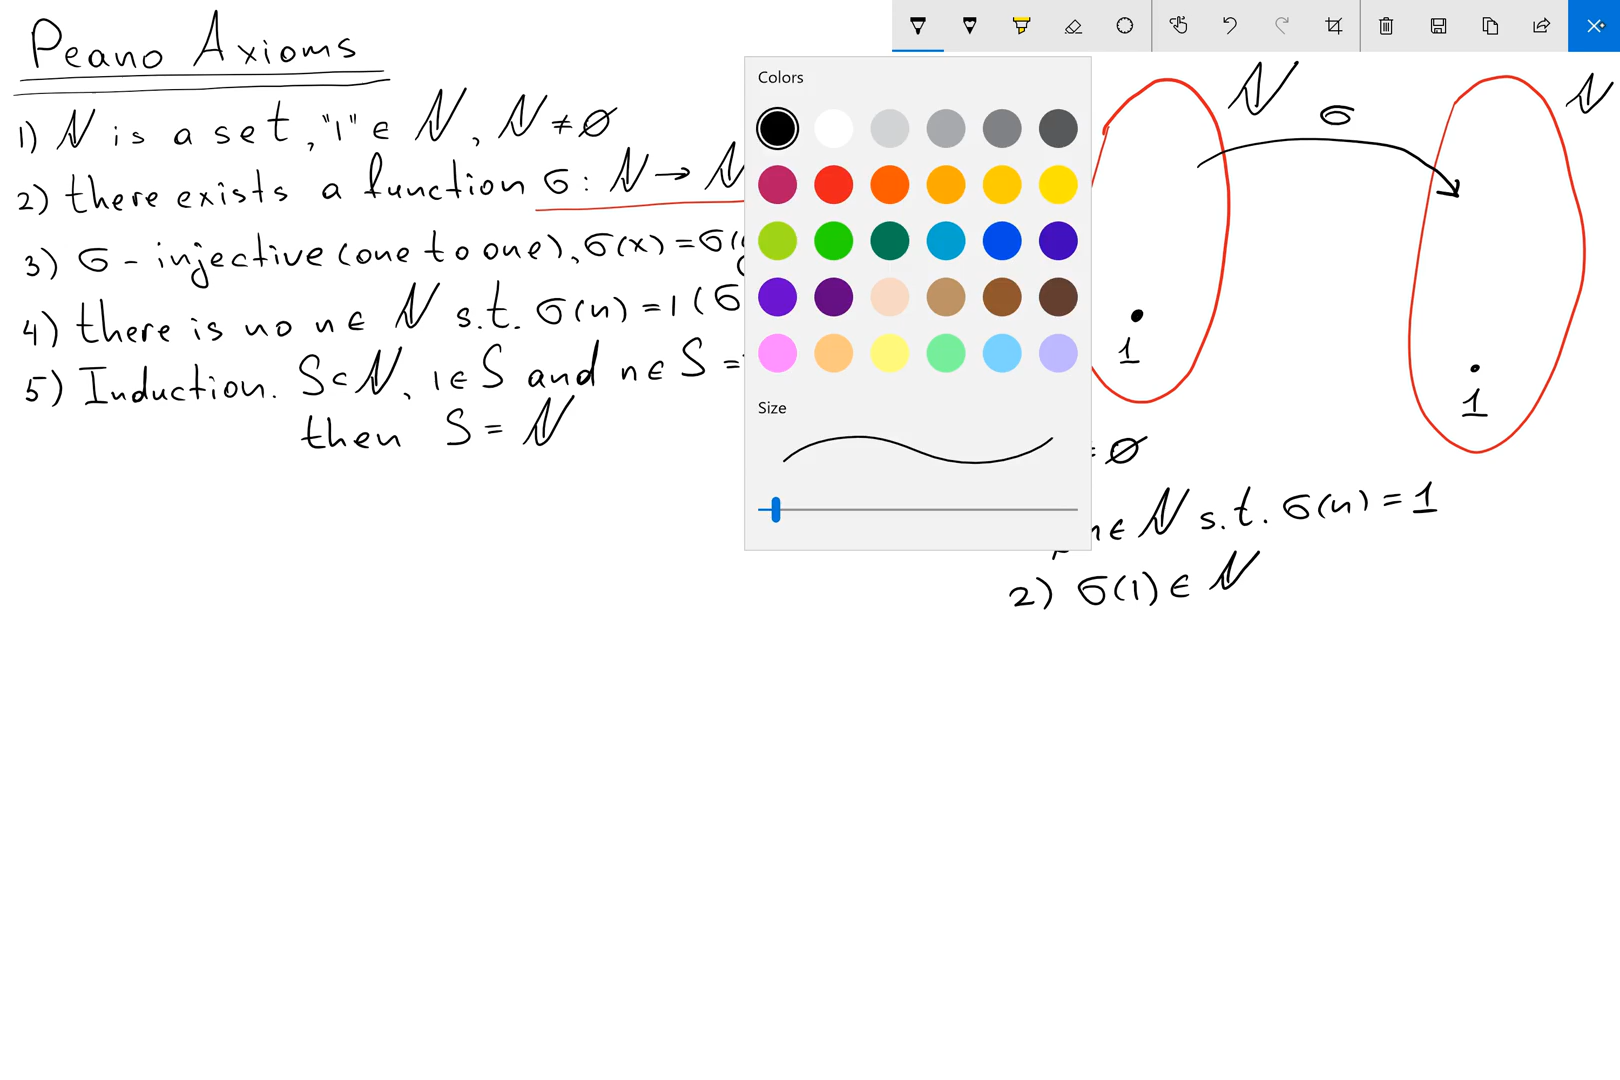 Peano Axioms
1) ℕ is a set, "1" ∈ ℕ, ℕ ≠ ∅
2) there exists a function σ: ℕ → ℕ
3) σ - injective (one to one), σ(x) = σ(
4) there is no n ∈ ℕ s.t. σ(n) = 1 (σ
5) Induction. S ⊂ ℕ, 1 ∈ S and n ∈ S =
then S = ℕ
Colors
Size
ℕ
σ
ℕ
1
1
= ∅
n ∈ ℕ s.t. σ(n) = 1
2) σ(1) ∈ ℕ